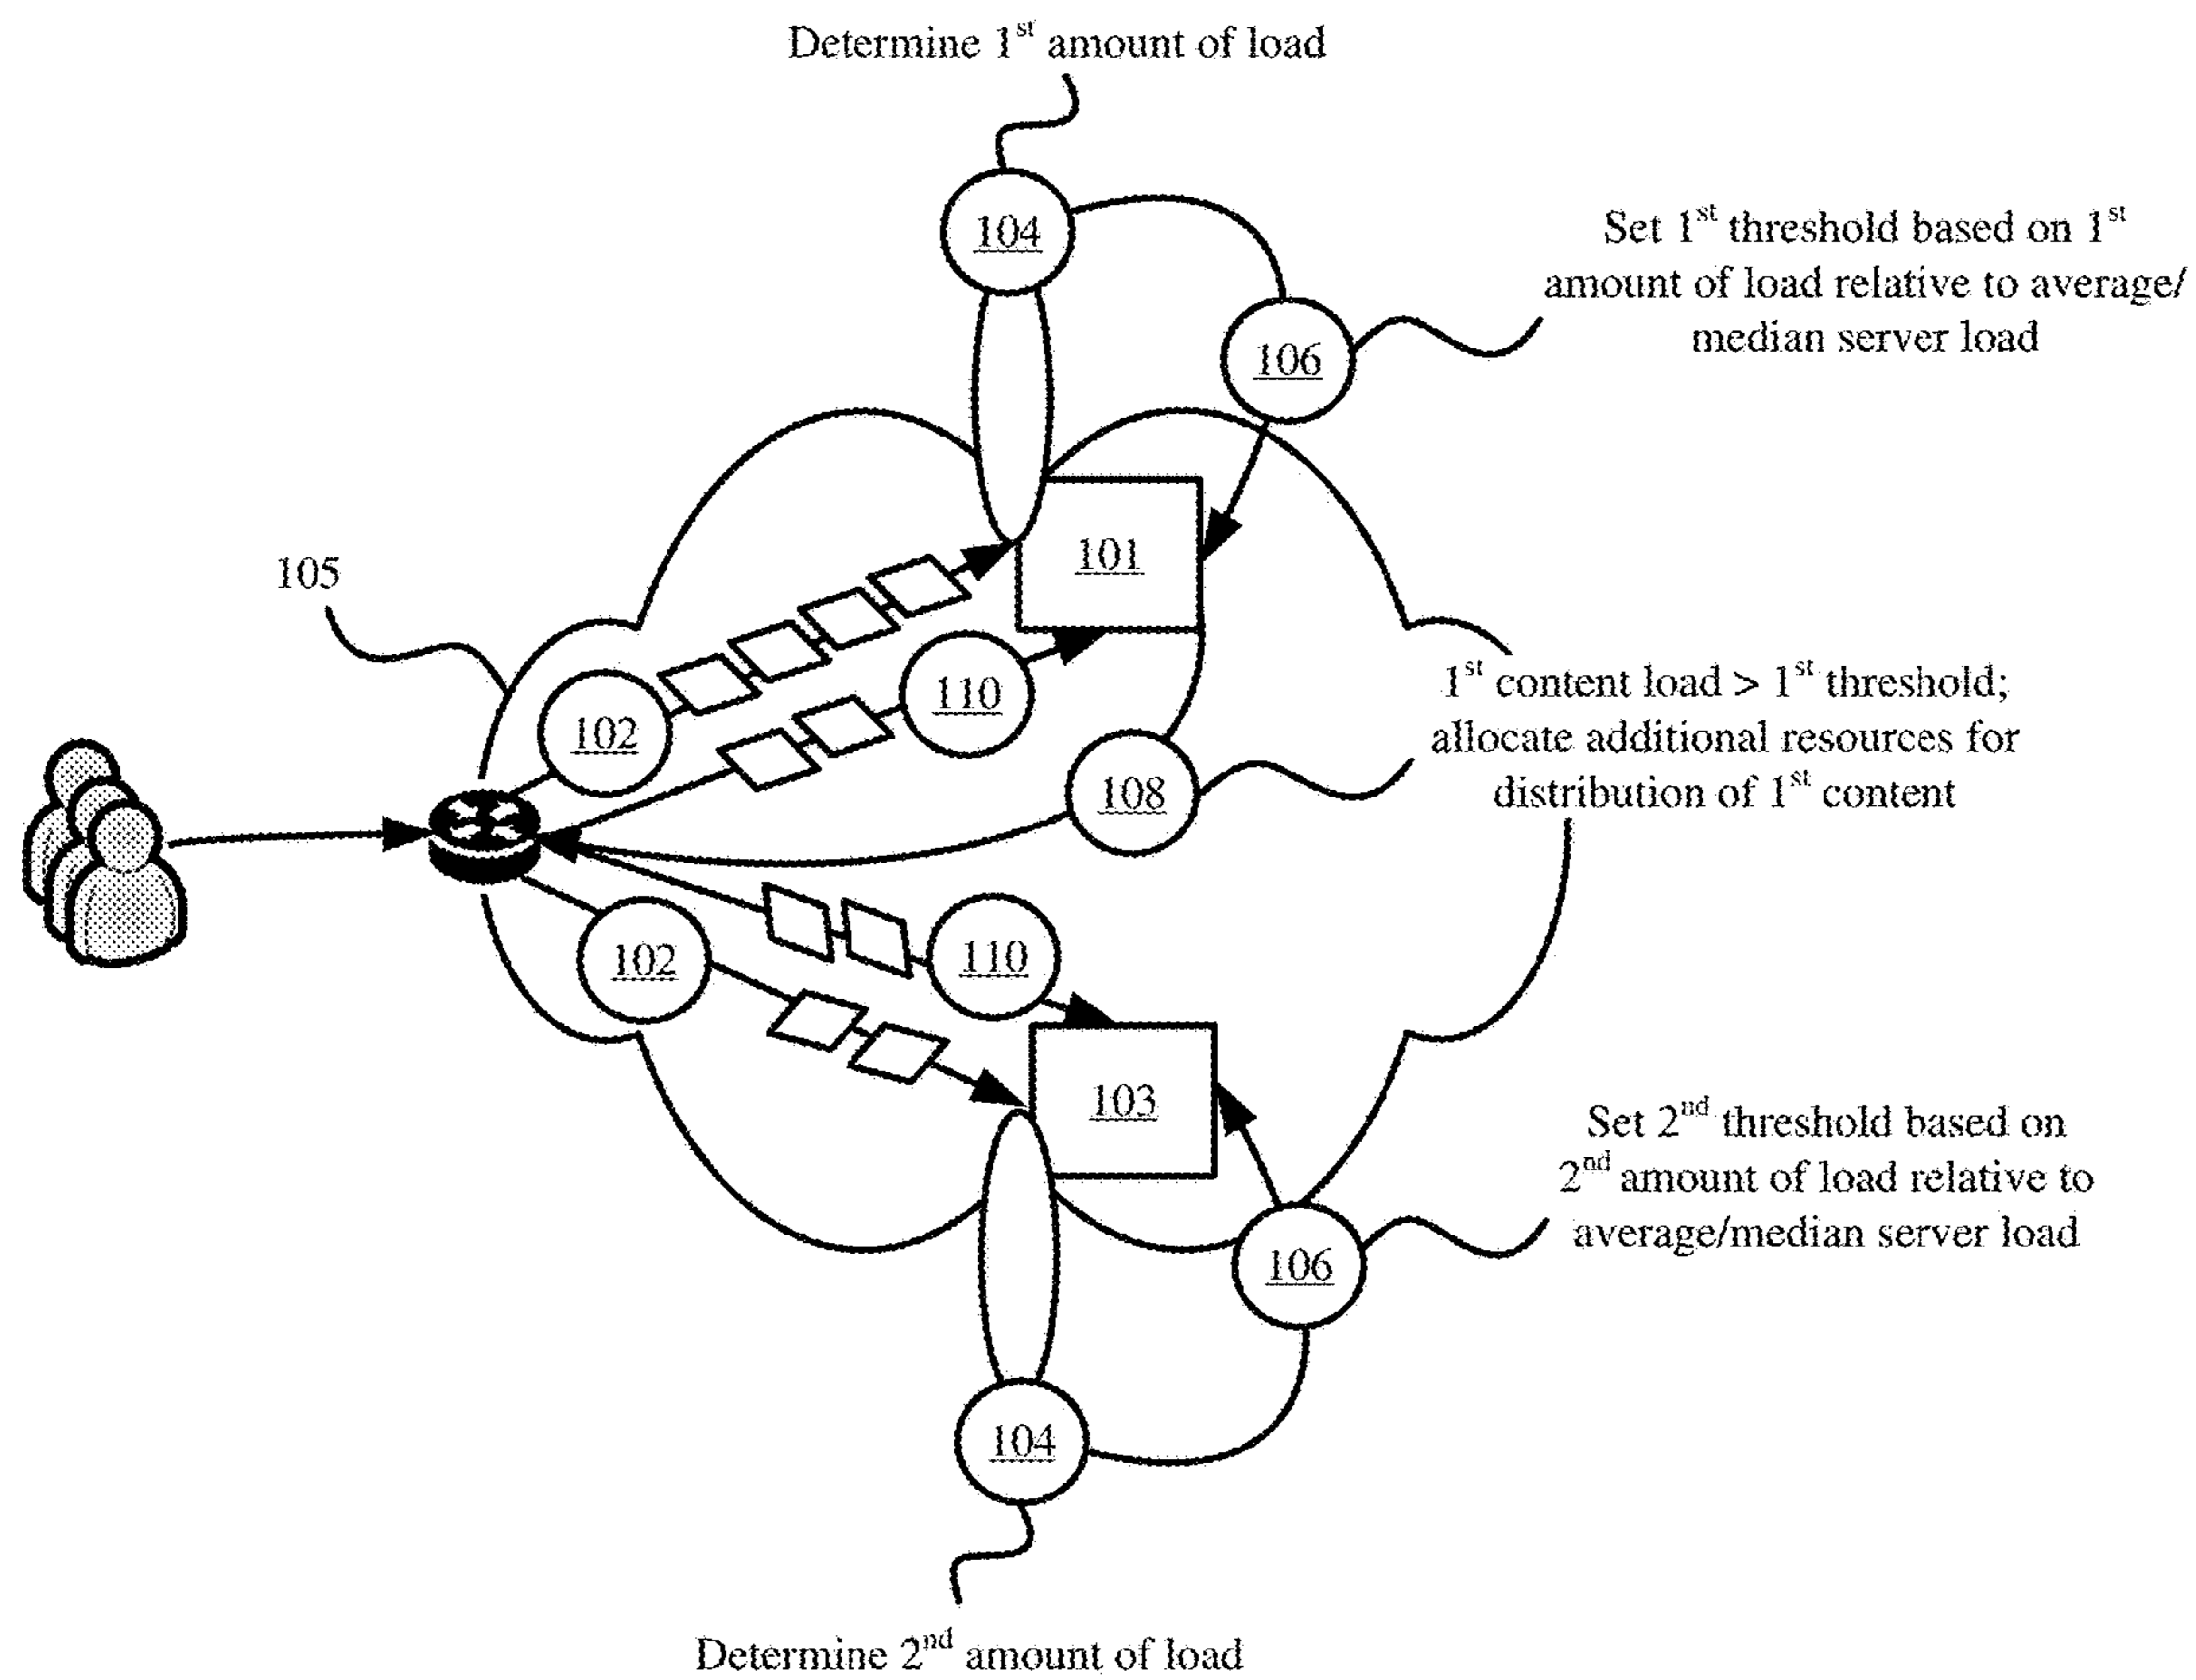 Determine 1st amount of load
104
Set 1st threshold based on 1st
amount of load relative to average/
median server load
106
101
105
1st content load > 1st threshold;
allocate additional resources for
distribution of 1st content
110
102
108
102
110
103
Set 2nd threshold based on
2nd amount of load relative to
average/median server load
106
104
Determine 2nd amount of load